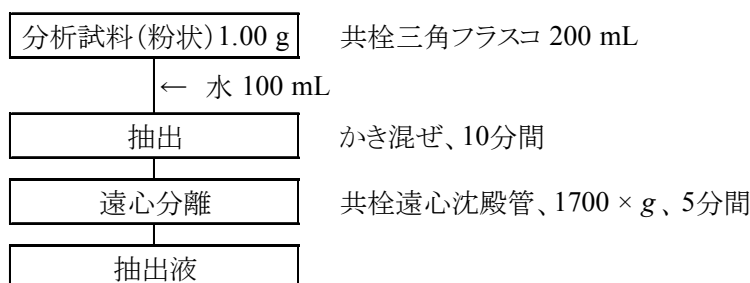 分析試料(粉状)1.00 g　共栓三角フラスコ 200 mL
← 水 100 mL
抽出　かき混ぜ、10分間
遠心分離　共栓遠心沈殿管、1700 × g 、5分間
抽出液